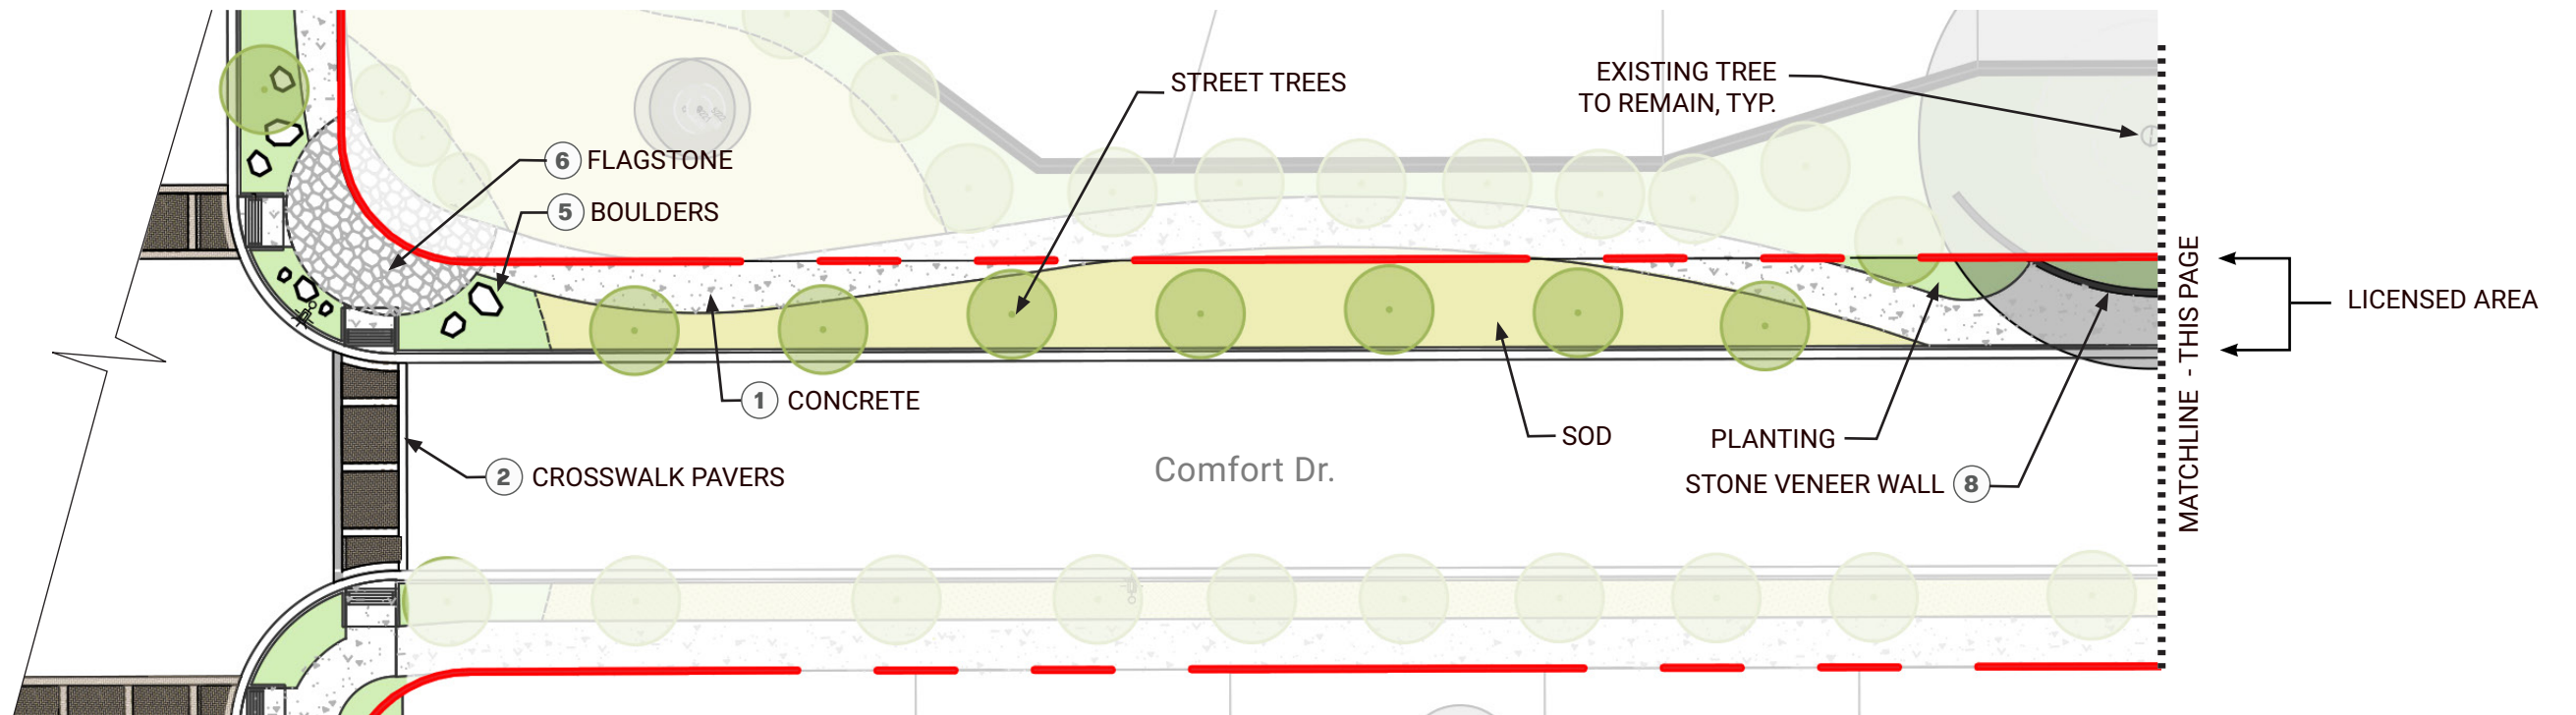 STREET TREES
EXISTING TREE
TO REMAIN, TYP.
6 FLAGSTONE
5 BOULDERS
1 CONCRETE
2 CROSSWALK PAVERS
Comfort Dr.
SOD
PLANTING
STONE VENEER WALL 8
MATCHLINE - THIS PAGE
LICENSED AREA